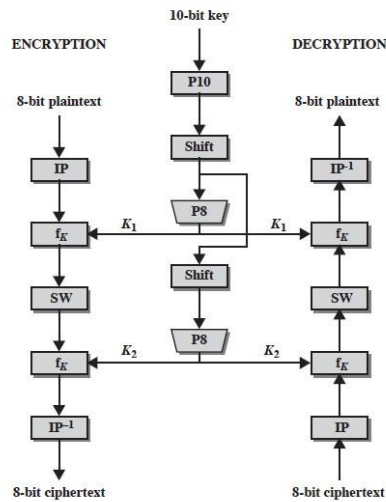 10-bit key
ENCRYPTION
DECRYPTION
8-bit plaintext
P10
8-bit plaintext
Shift
IP
IP-1
P8
fK
K1
K1
fK
Shift
SW
SW
P8
fK
K2
K2
fK
IP–1
IP
8-bit ciphertext
8-bit ciphertext